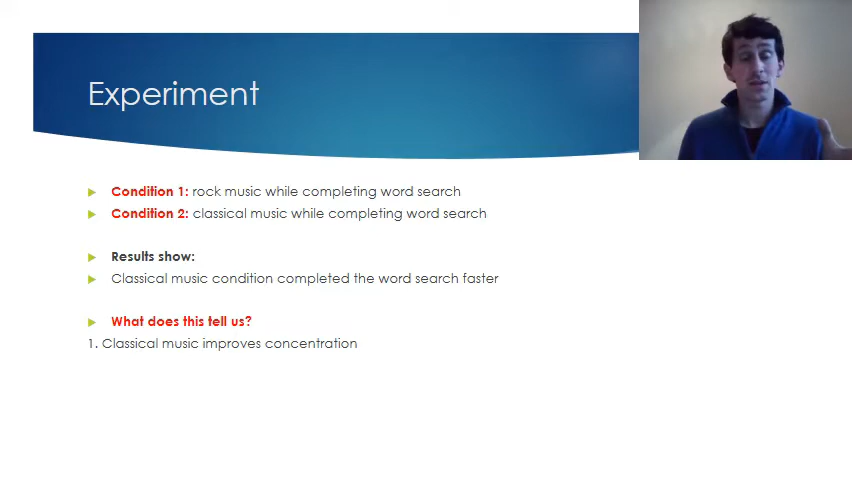 Experiment
Condition 1: rock music while completing word search
Condition 2: classical music while completing word search
Results show:
Classical music condition completed the word search faster
What does this tell us?
1. Classical music improves concentration